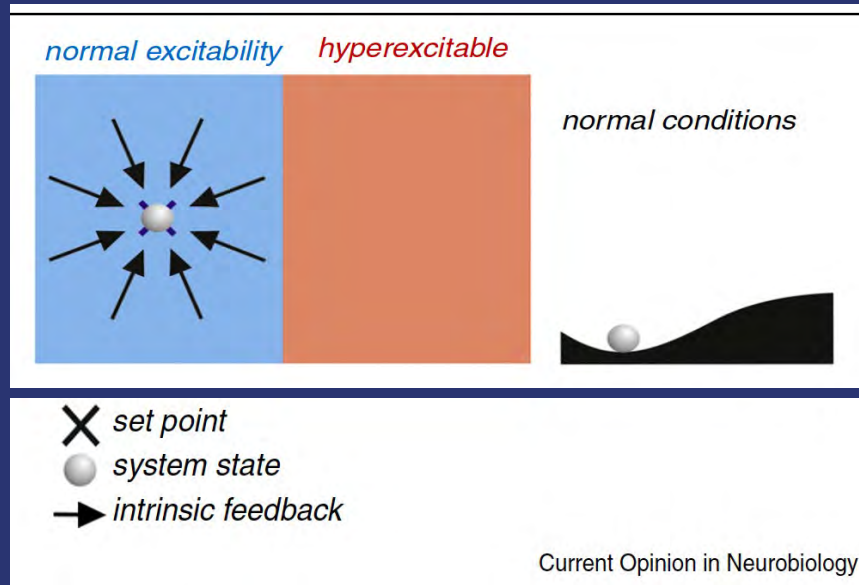 normal excitability hyperexcitable
normal conditions
set point
system state
intrinsic feedback
Current Opinion in Neurobiology